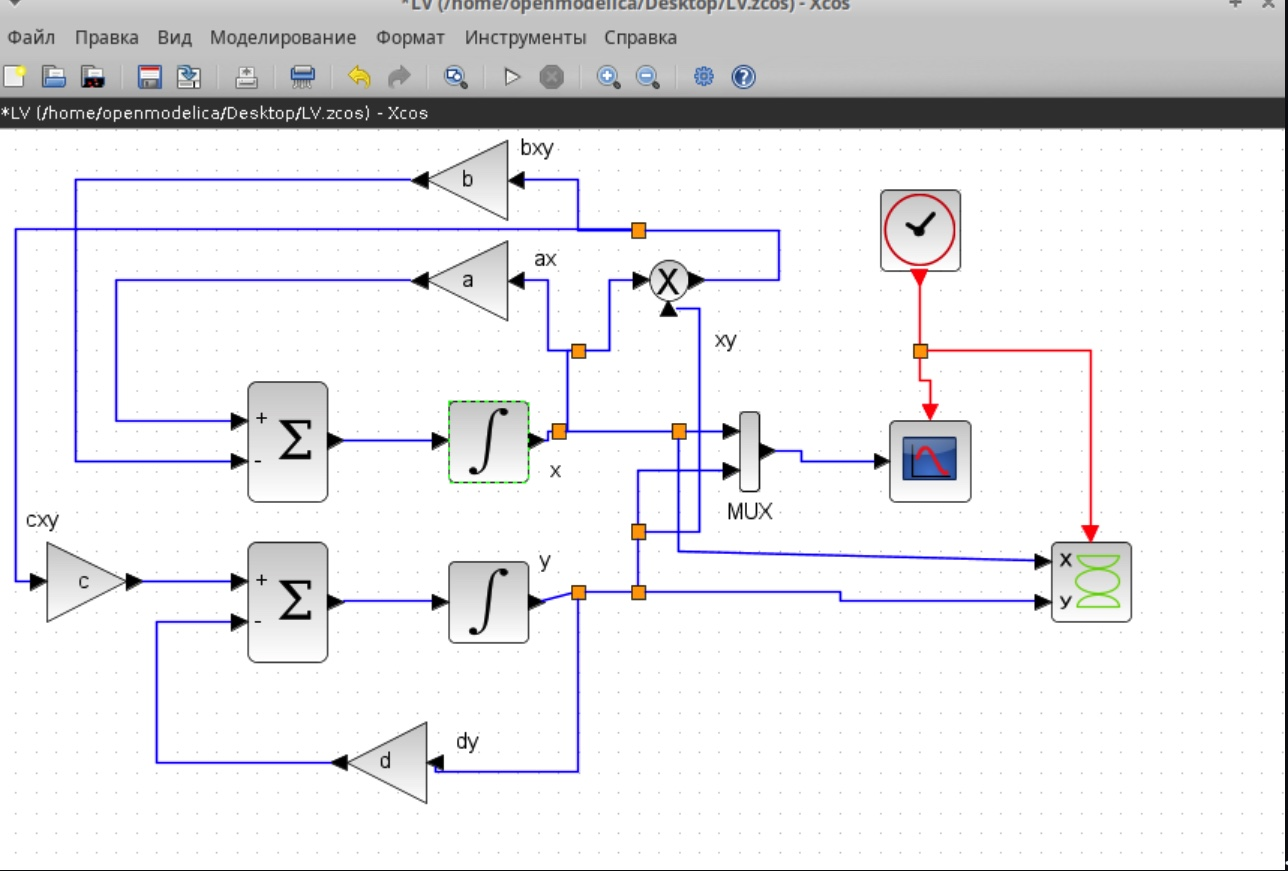 *LV (/home/openmodelica/Desktop/LV.zcos) - Xcos
Файл Правка Вид Моделирование Формат Инструменты Справка
*LV (/home/openmodelica/Desktop/LV.zcos) - Xcos
bxy
b
ax
a
X
xy
+
-
Σ
∫
x
MUX
cxy
c
+
-
Σ
∫
y
X
y
dy
d